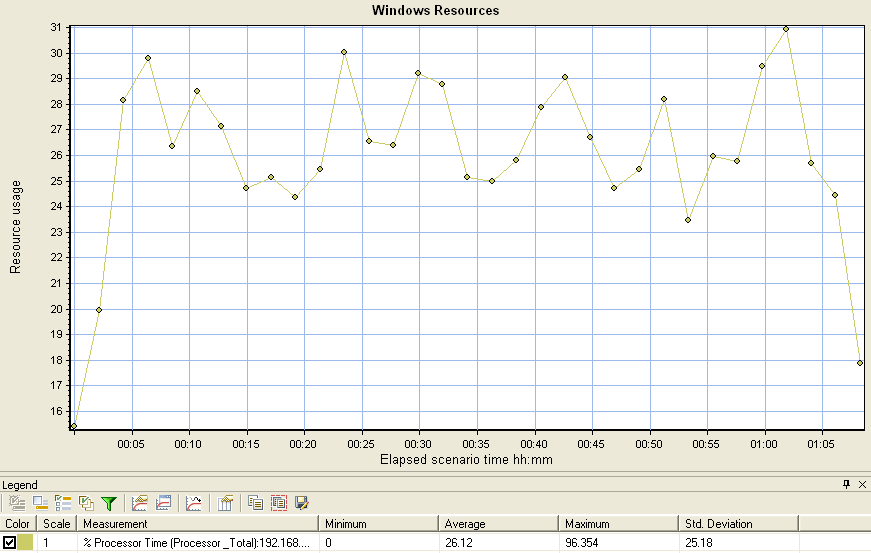 Windows Resources
31
30
29
28
27
26
25
24
23
22
21
20
19
18
17
16
Resource usage
00:05 00:10 00:15 00:20 00:25 00:30 00:35 00:40 00:45 00:50 00:55 01:00 01:05
Elapsed scenario time hh:mm
Legend
Color Scale Measurement Minimum Average Maximum Std. Deviation
1 % Processor Time (Processor _Total):192.168.... 0 26.12 96.354 25.18